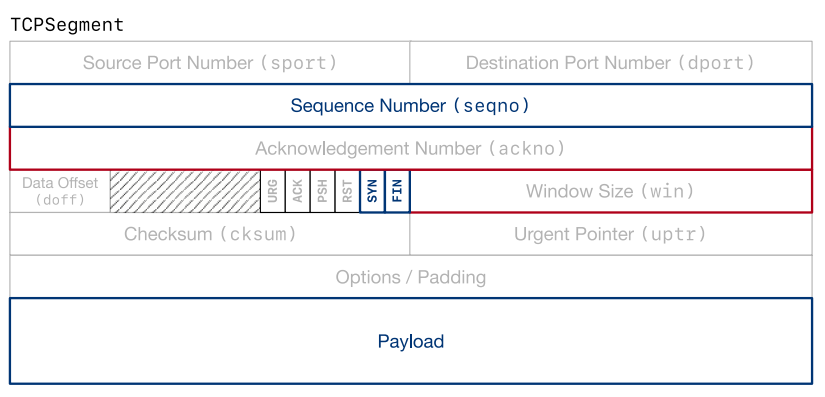 TCPSegment
Source Port Number (sport) Destination Port Number (dport)
Sequence Number (seqno)
Acknowledgement Number (ackno)
Data Offset
(doff)
URG
ACK
PSH
RST
SYN
FIN
Window Size (win)
Checksum (cksum) Urgent Pointer (uptr)
Options / Padding
Payload